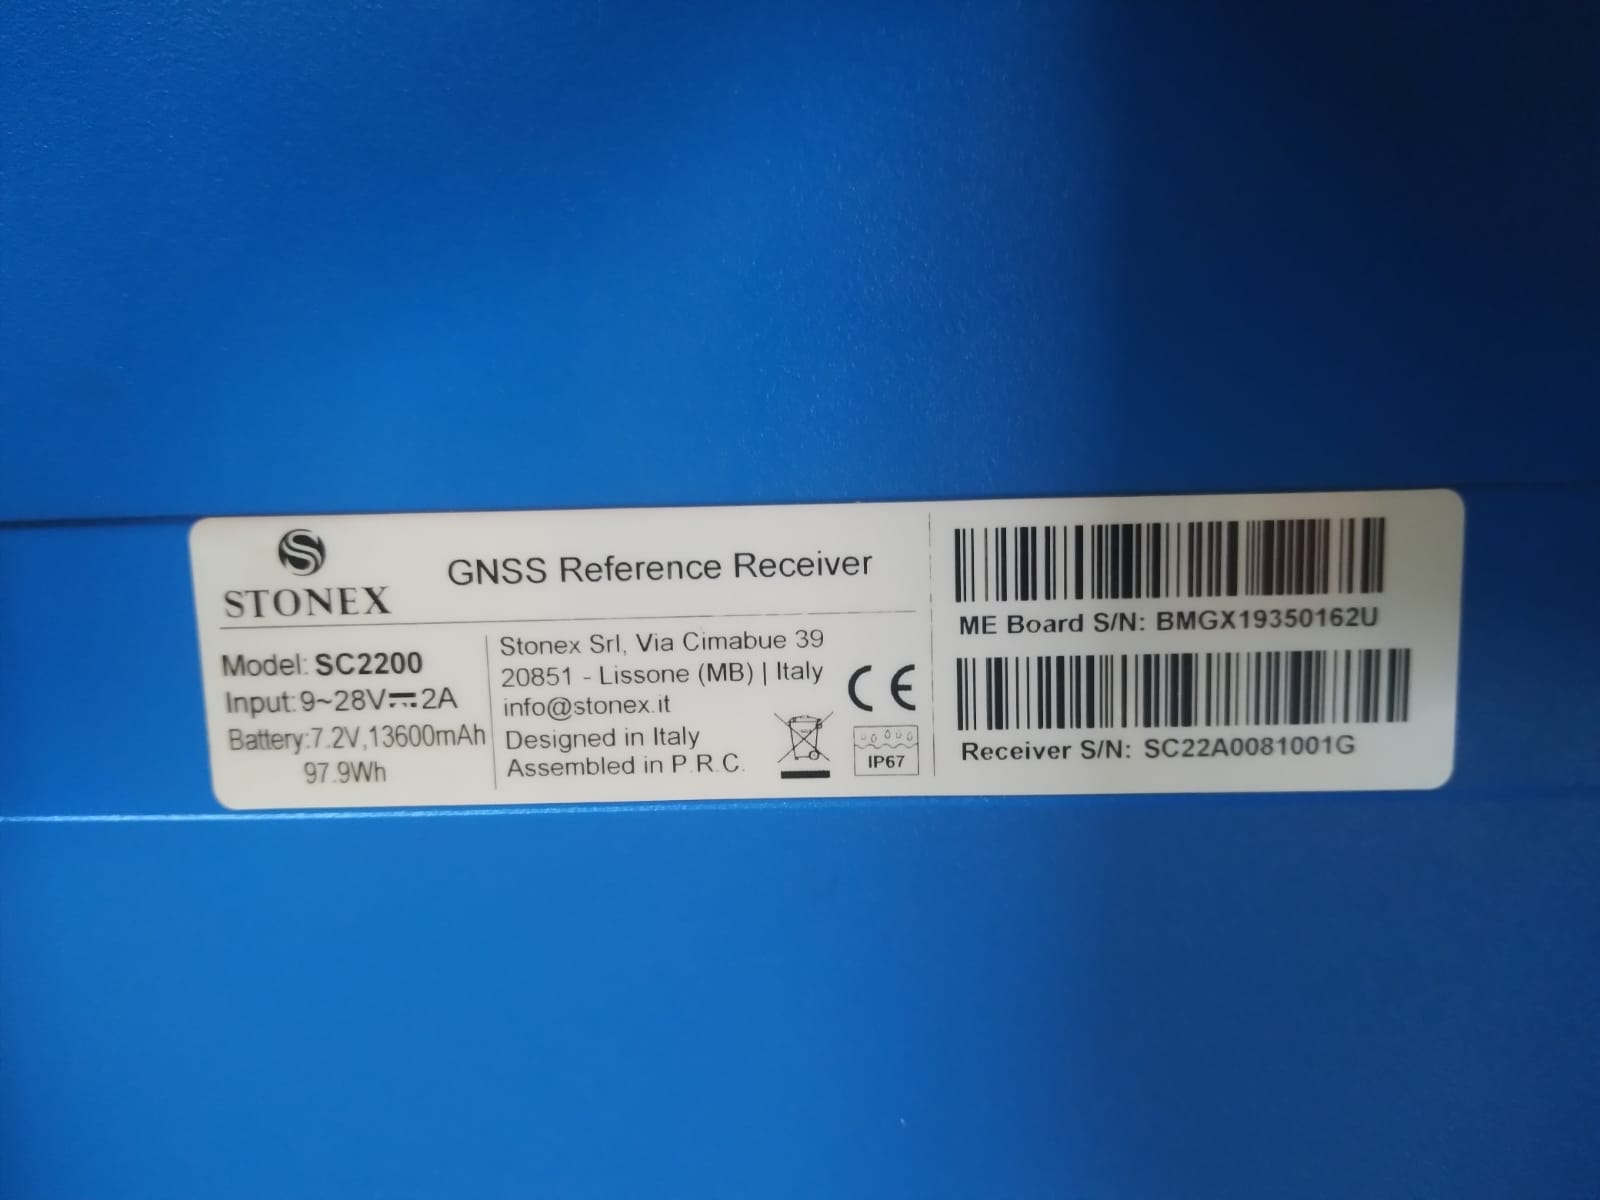 STONEX
GNSS Reference Receiver
Model: SC2200
Input: 9~28V⎓2A
Battery:7.2V,13600mAh
97.9Wh
Stonex Srl, Via Cimabue 39
20851 - Lissone (MB) | Italy
info@stonex.it
Designed in Italy
Assembled in P.R.C.
CE
IP67
ME Board S/N: BMGX19350162U
Receiver S/N: SC22A0081001G